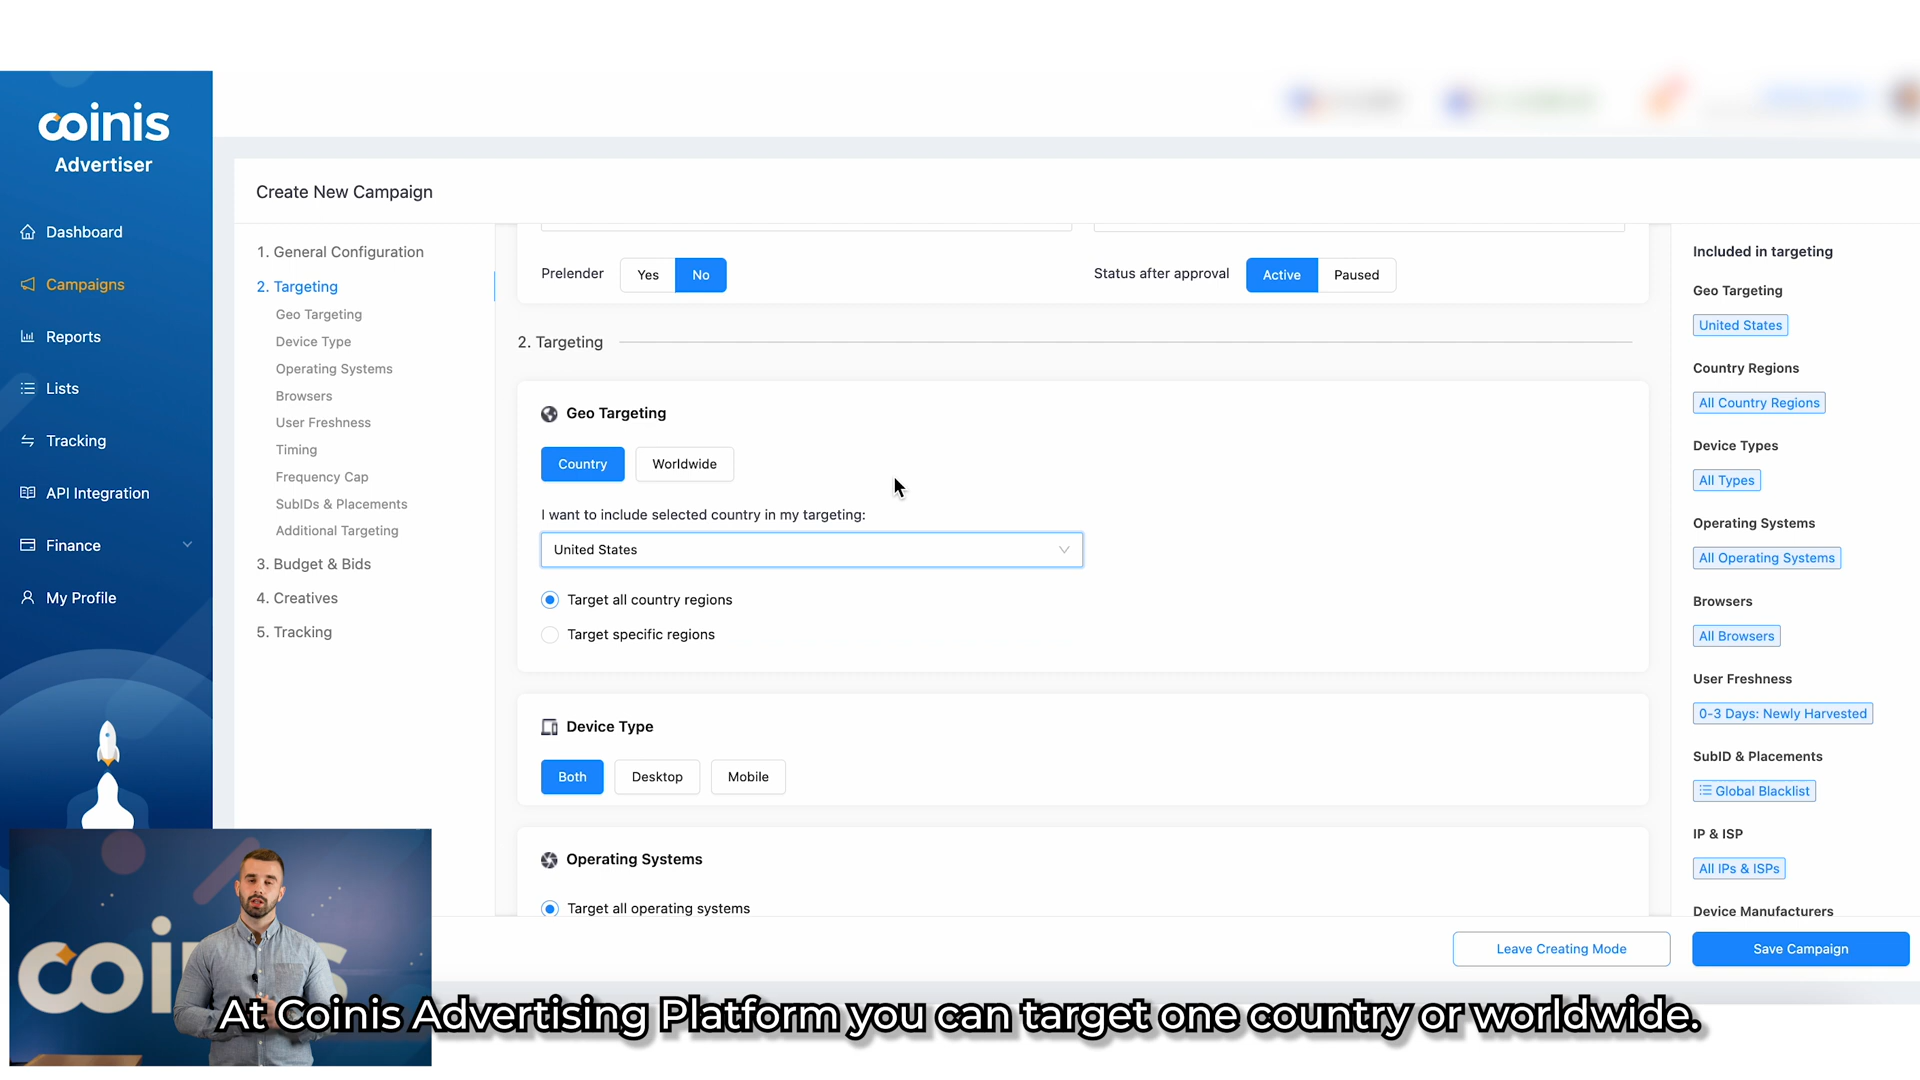 coinis
Advertiser
Dashboard
Campaigns
Reports
Lists
Tracking
API Integration
Finance
My Profile
Create New Campaign
1. General Configuration
2. Targeting
Geo Targeting
Device Type
Operating Systems
Browsers
User Freshness
Timing
Frequency Cap
SubIDs & Placements
Additional Targeting
3. Budget & Bids
4. Creatives
5. Tracking
Prelender Yes No
Status after approval Active Paused
2. Targeting
Geo Targeting
Country Worldwide
I want to include selected country in my targeting:
United States
Target all country regions
Target specific regions
Device Type
Both Desktop Mobile
Operating Systems
Target all operating systems
Included in targeting
Geo Targeting
United States
Country Regions
All Country Regions
Device Types
All Types
Operating Systems
All Operating Systems
Browsers
All Browsers
User Freshness
0-3 Days: Newly Harvested
SubID & Placements
Global Blacklist
IP & ISP
All IPs & ISPs
Device Manufacturers
Leave Creating Mode Save Campaign
At Coinis Advertising Platform you can target one country or worldwide.